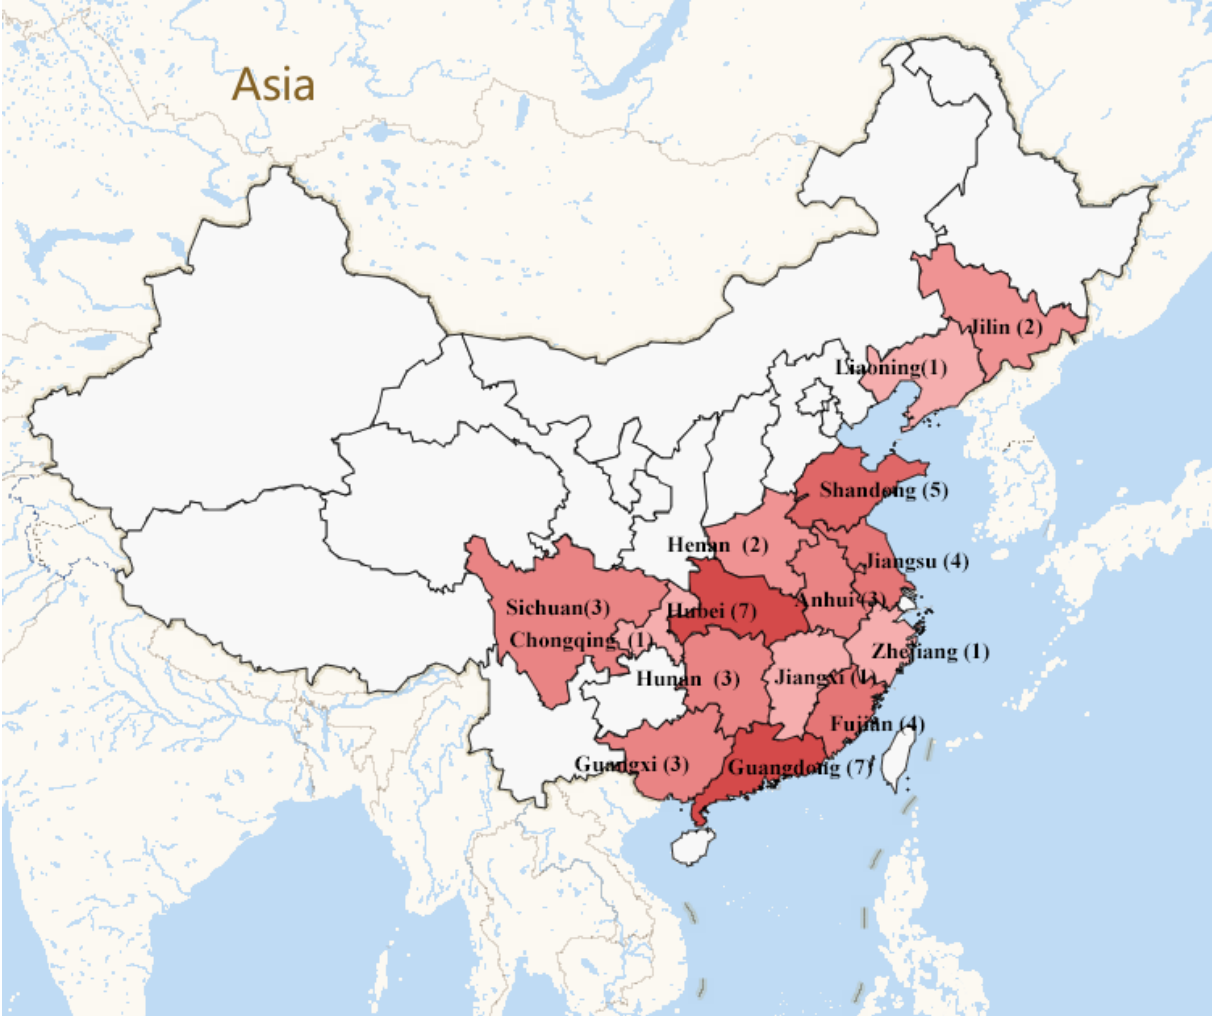 Asia
Jilin (2)
Liaoning(1)
Shandong (5)
Henan (2)
Jiangsu (4)
Anhui(3)
Sichuan(3)
Hubei (7)
Chongqing (1)
Zhejiang (1)
Hunan (3)
Jiangxi (1)
Fujian (4)
Guangxi (3)
Guangdong (7)